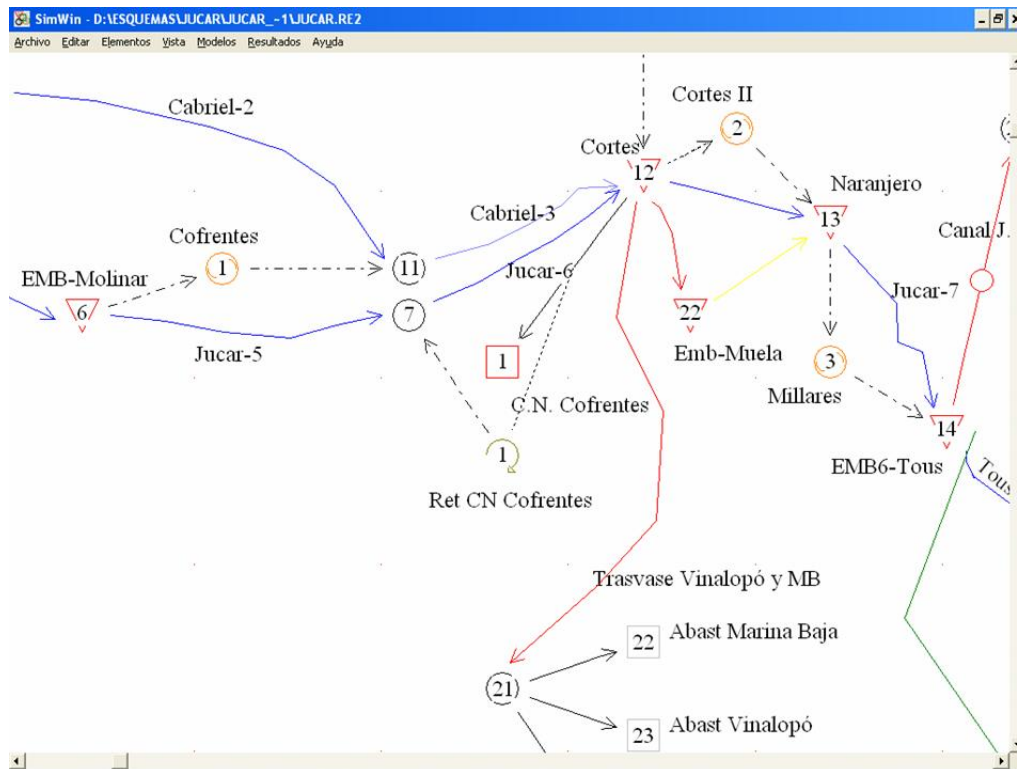 SimWin - D:\ESQUEMAS\JUCAR\JUCAR_~1\JUCAR.RE2
Archivo Editar Elementos Vista Modelos Resultados Ayuda
Cabriel-2
Cortes II
2
Cortes
12
Naranjero
13
Cofrentes
1
Cabriel-3
11
Canal J.
EMB-Molinar
6
Jucar-6
7
Jucar-7
22
Jucar-5
Emb-Muela
1
3
C.N. Cofrentes
Millares
14
1
EMB6-Tous
Tous
Ret CN Cofrentes
Trasvase Vinalopó y MB
22
Abast Marina Baja
21
23
Abast Vinalopó